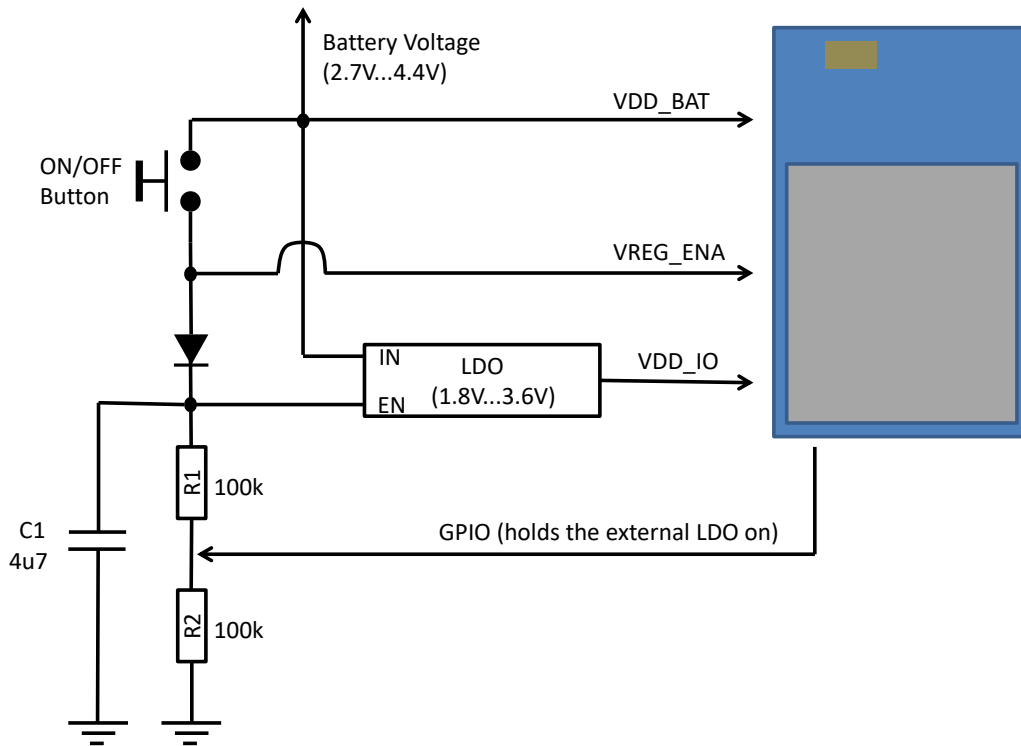 Battery Voltage
(2.7V...4.4V)
VDD_BAT
ON/OFF
Button
VREG_ENA
IN
LDO
VDD_IO
(1.8V...3.6V)
EN
R1
100k
C1
4u7
GPIO (holds the external LDO on)
R2
100k